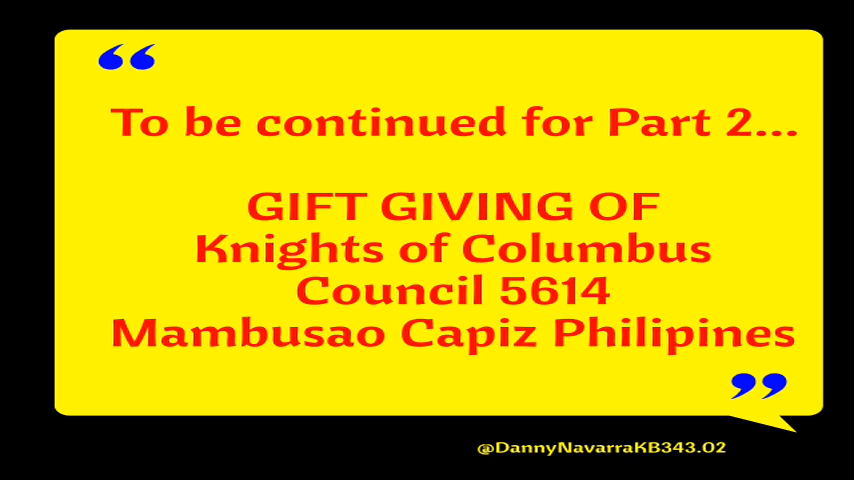 To be continued for Part 2...
GIFT GIVING OF
Knights of Columbus
Council 5614
Mambusao Capiz Philipines
@DannyNavarraKB343.02